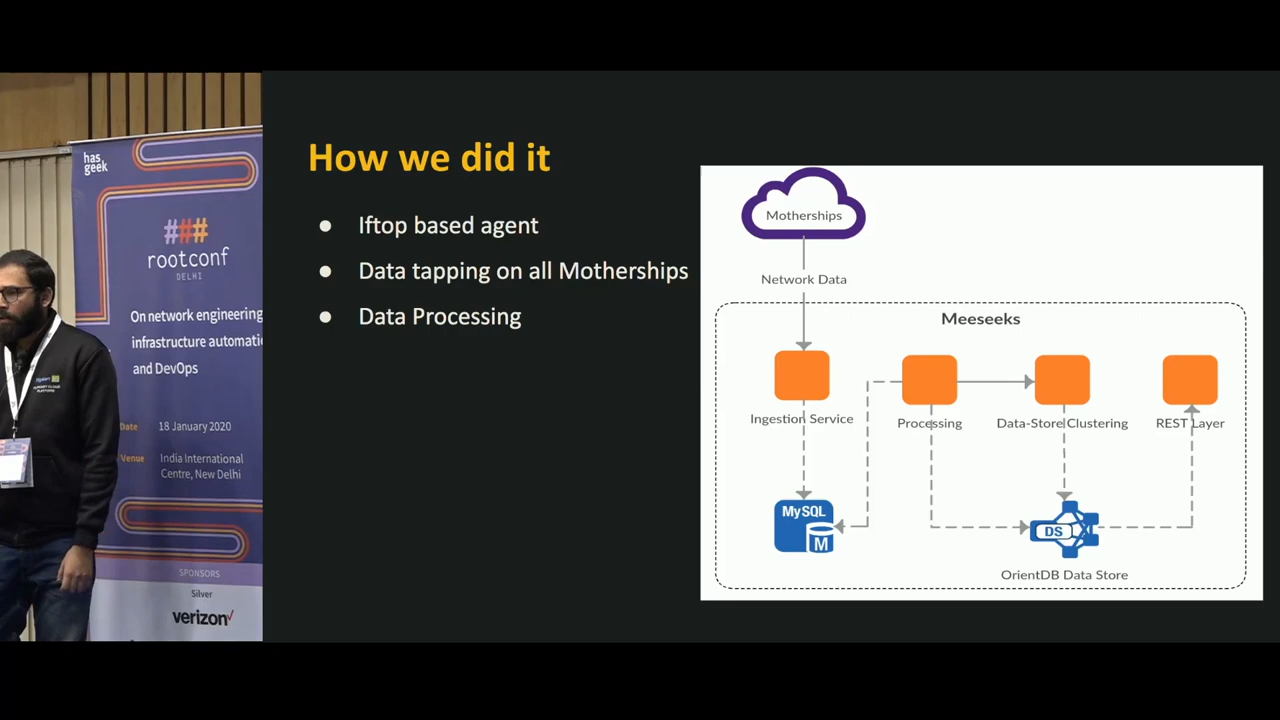 has
geek
rootconf
DELHI
On network engineering
infrastructure
and DevOps
Date
18 January 2020
Venue
India International
Centre, New Delhi
SPONSORS
Silver
verizon
How we did it
● Iftop based agent
● Data tapping on all Motherships
● Data Processing
Motherships
Network Data
Meeseeks
Ingestion Service
Processing
Data-Store Clustering
REST Layer
MySQL
M
DS
OrientDB Data Store